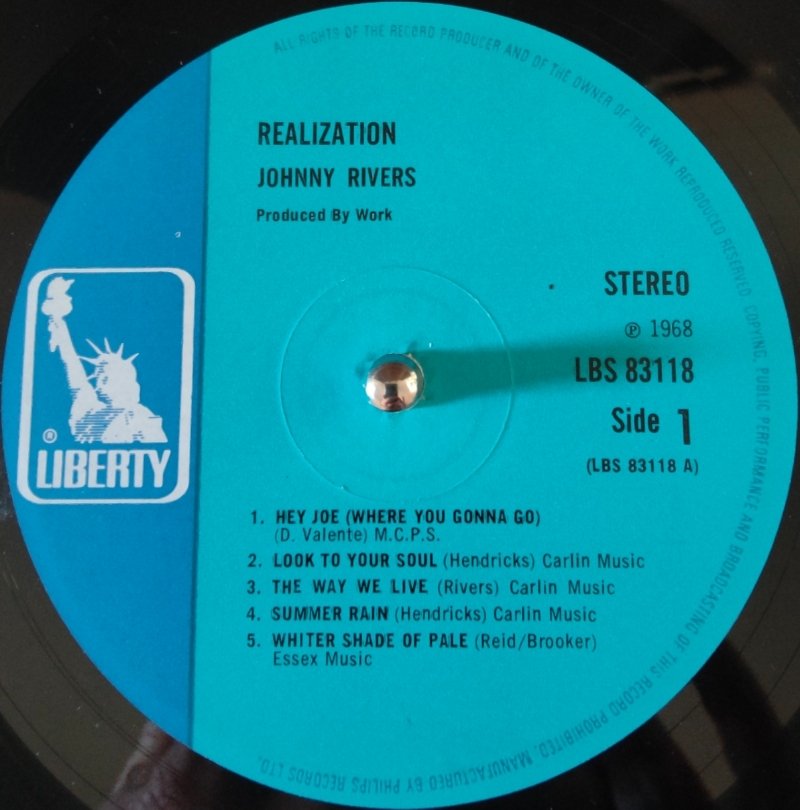 ALL RIGHTS OF THE RECORD PRODUCER AND OF THE OWNER OF THE WORK REPRODUCED RESERVED. COPYING, PUBLIC PERFORMANCE AND BROADCASTING OF THIS RECORD PROHIBITED. MANUFACTURED BY PHILIPS RECORDS LTD.
REALIZATION
JOHNNY RIVERS
Produced By Work
STEREO
℗ 1968
LBS 83118
Side 1
(LBS 83118 A)
®
LIBERTY
1. HEY JOE (WHERE YOU GONNA GO)
(D. Valente) M.C.P.S.
2. LOOK TO YOUR SOUL (Hendricks) Carlin Music
3. THE WAY WE LIVE (Rivers) Carlin Music
4. SUMMER RAIN (Hendricks) Carlin Music
5. WHITER SHADE OF PALE (Reid/Brooker)
Essex Music